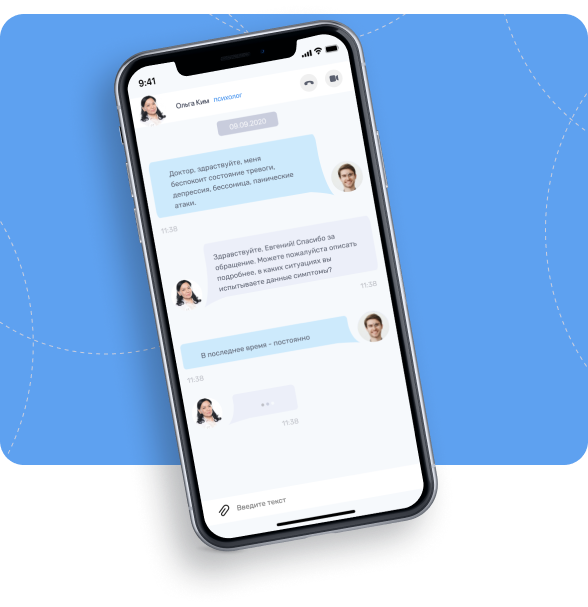 9:41
Ольга Ким психолог
05.09.2020
Доктор, здраствуйте, меня
беспокоит состояние тревоги,
депрессия, бессоница, панические
атаки.
11:38
Здравствуйте, Евгений! Спасибо за
обращение. Можете пожалуйста описать
подробнее, в каких ситуациях вы
испытываете данные симптомы?
11:38
В последнее время - постоянно
11:38
11:38
Введите текст